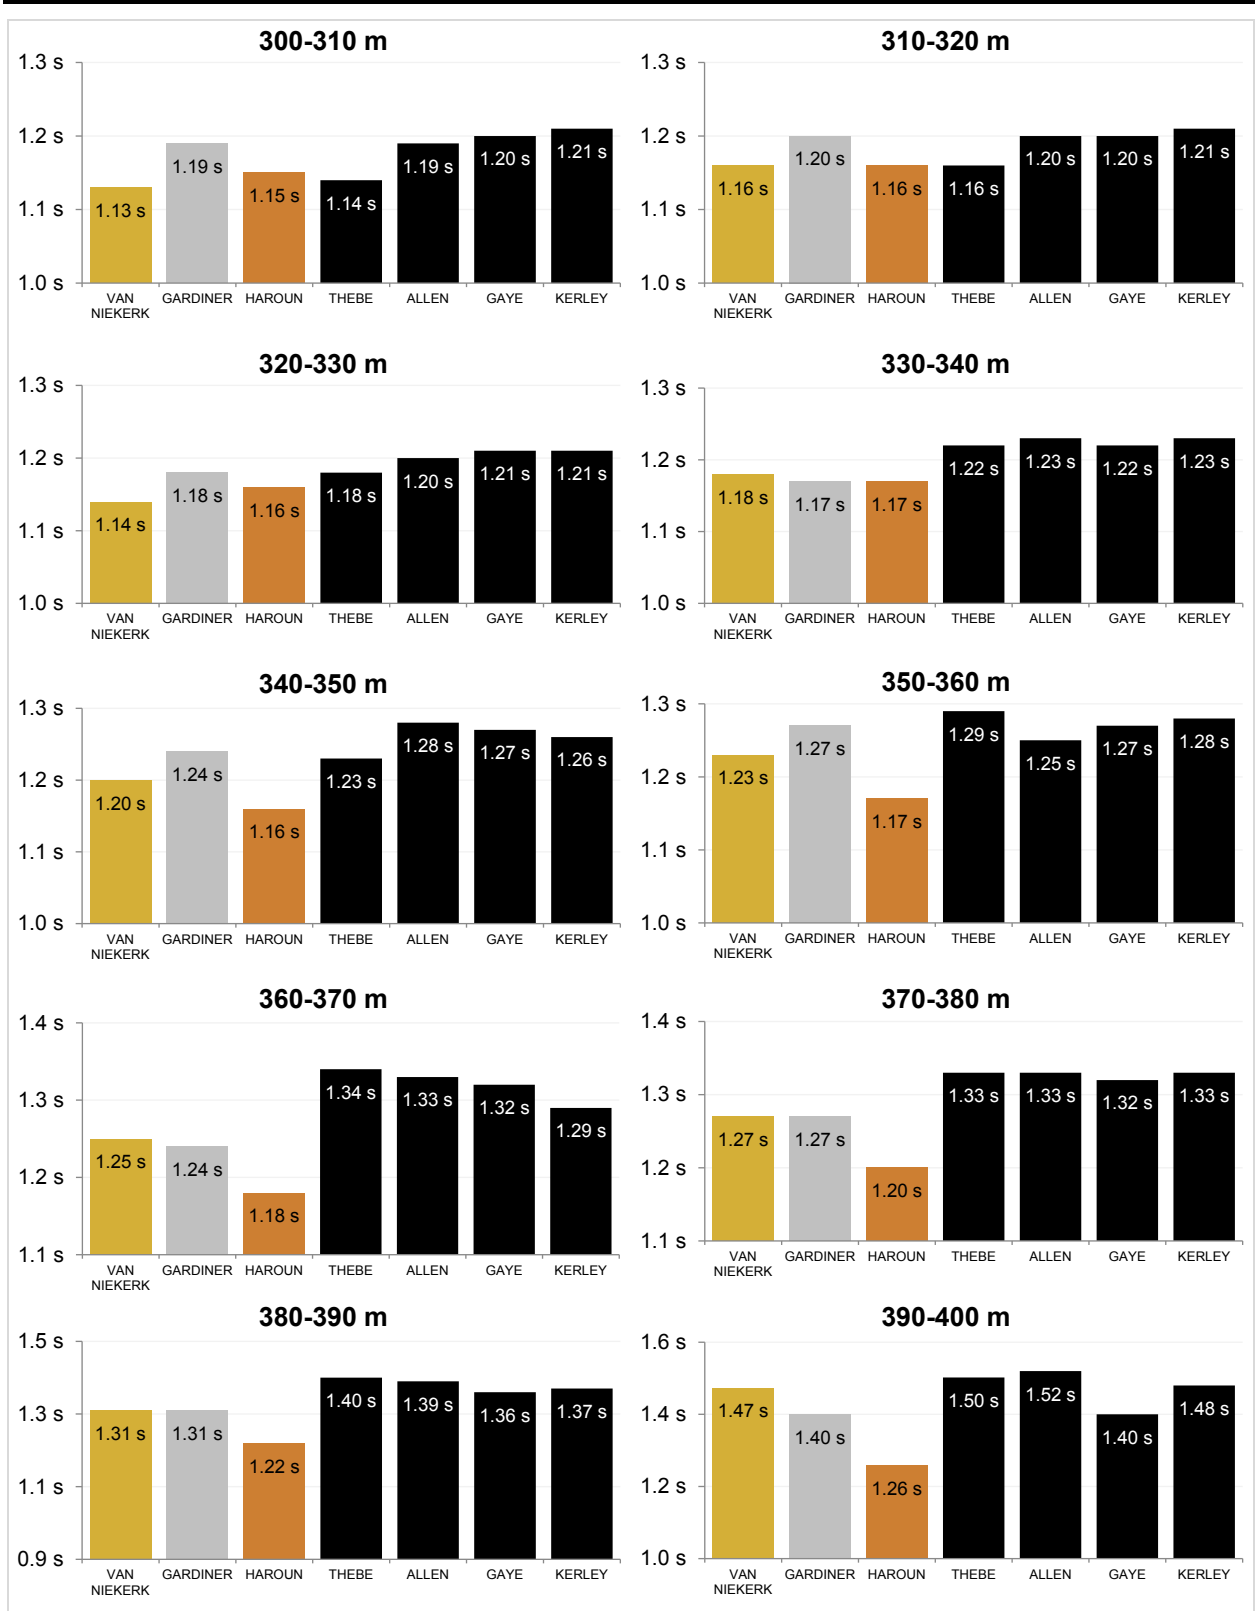 300-310 m
1.3 s
1.2 s
1.1 s
1.0 s
1.13 s
1.19 s
1.15 s
1.14 s
1.19 s
1.20 s
1.21 s
VAN
NIEKERK
GARDINER
HAROUN
THEBE
ALLEN
GAYE
KERLEY
310-320 m
1.3 s
1.2 s
1.1 s
1.0 s
1.16 s
1.20 s
1.16 s
1.16 s
1.20 s
1.20 s
1.21 s
VAN
NIEKERK
GARDINER
HAROUN
THEBE
ALLEN
GAYE
KERLEY
320-330 m
1.3 s
1.2 s
1.1 s
1.0 s
1.14 s
1.18 s
1.16 s
1.18 s
1.20 s
1.21 s
1.21 s
VAN
NIEKERK
GARDINER
HAROUN
THEBE
ALLEN
GAYE
KERLEY
330-340 m
1.3 s
1.2 s
1.1 s
1.0 s
1.18 s
1.17 s
1.17 s
1.22 s
1.23 s
1.22 s
1.23 s
VAN
NIEKERK
GARDINER
HAROUN
THEBE
ALLEN
GAYE
KERLEY
340-350 m
1.3 s
1.2 s
1.1 s
1.0 s
1.20 s
1.24 s
1.16 s
1.23 s
1.28 s
1.27 s
1.26 s
VAN
NIEKERK
GARDINER
HAROUN
THEBE
ALLEN
GAYE
KERLEY
350-360 m
1.3 s
1.2 s
1.1 s
1.0 s
1.23 s
1.27 s
1.17 s
1.29 s
1.25 s
1.27 s
1.28 s
VAN
NIEKERK
GARDINER
HAROUN
THEBE
ALLEN
GAYE
KERLEY
360-370 m
1.4 s
1.3 s
1.2 s
1.1 s
1.25 s
1.24 s
1.18 s
1.34 s
1.33 s
1.32 s
1.29 s
VAN
NIEKERK
GARDINER
HAROUN
THEBE
ALLEN
GAYE
KERLEY
370-380 m
1.4 s
1.3 s
1.2 s
1.1 s
1.27 s
1.27 s
1.20 s
1.33 s
1.33 s
1.32 s
1.33 s
VAN
NIEKERK
GARDINER
HAROUN
THEBE
ALLEN
GAYE
KERLEY
380-390 m
1.5 s
1.3 s
1.1 s
0.9 s
1.31 s
1.31 s
1.22 s
1.40 s
1.39 s
1.36 s
1.37 s
VAN
NIEKERK
GARDINER
HAROUN
THEBE
ALLEN
GAYE
KERLEY
390-400 m
1.6 s
1.4 s
1.2 s
1.0 s
1.47 s
1.40 s
1.26 s
1.50 s
1.52 s
1.40 s
1.48 s
VAN
NIEKERK
GARDINER
HAROUN
THEBE
ALLEN
GAYE
KERLEY